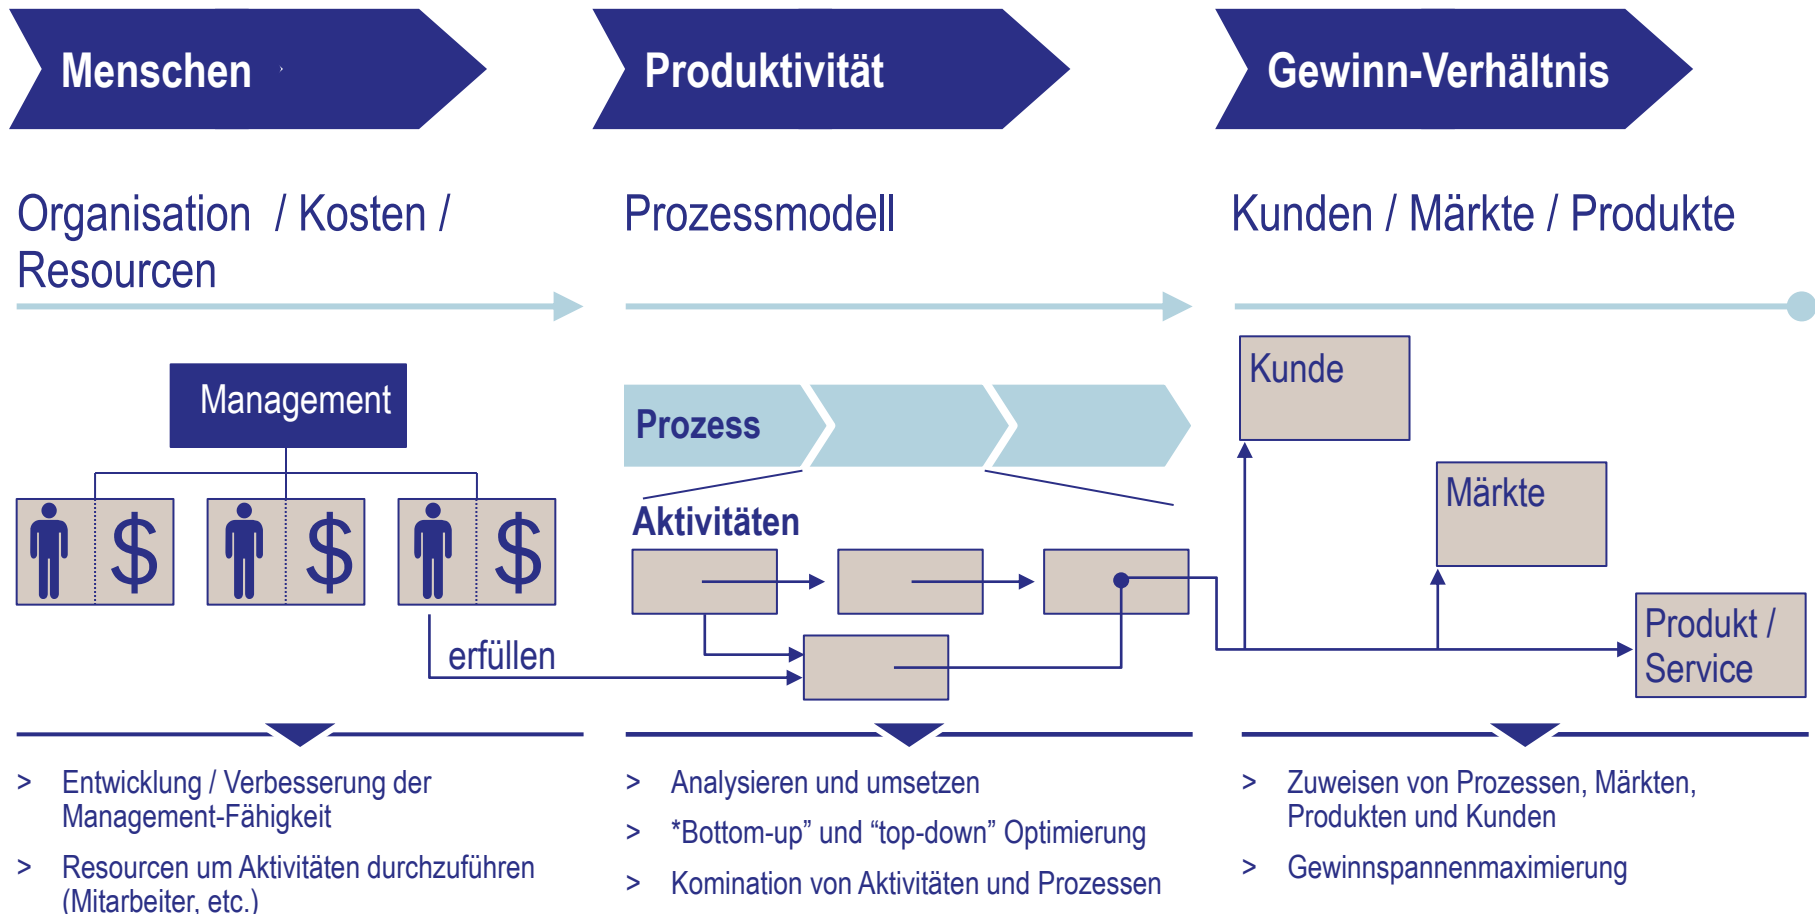 Menschen
Produktivität
Gewinn-Verhältnis
Organisation / Kosten /
Resourcen
Prozessmodell
Kunden / Märkte / Produkte
Management
$
$
$
erfüllen
Prozess
Aktivitäten
Kunde
Märkte
Produkt /
Service
> Entwicklung / Verbesserung der
Management-Fähigkeit
> Resourcen um Aktivitäten durchzuführen
(Mitarbeiter, etc.)
> Analysieren und umsetzen
> *Bottom-up” und “top-down” Optimierung
> Komination von Aktivitäten und Prozessen
> Zuweisen von Prozessen, Märkten,
Produkten und Kunden
> Gewinnspannenmaximierung